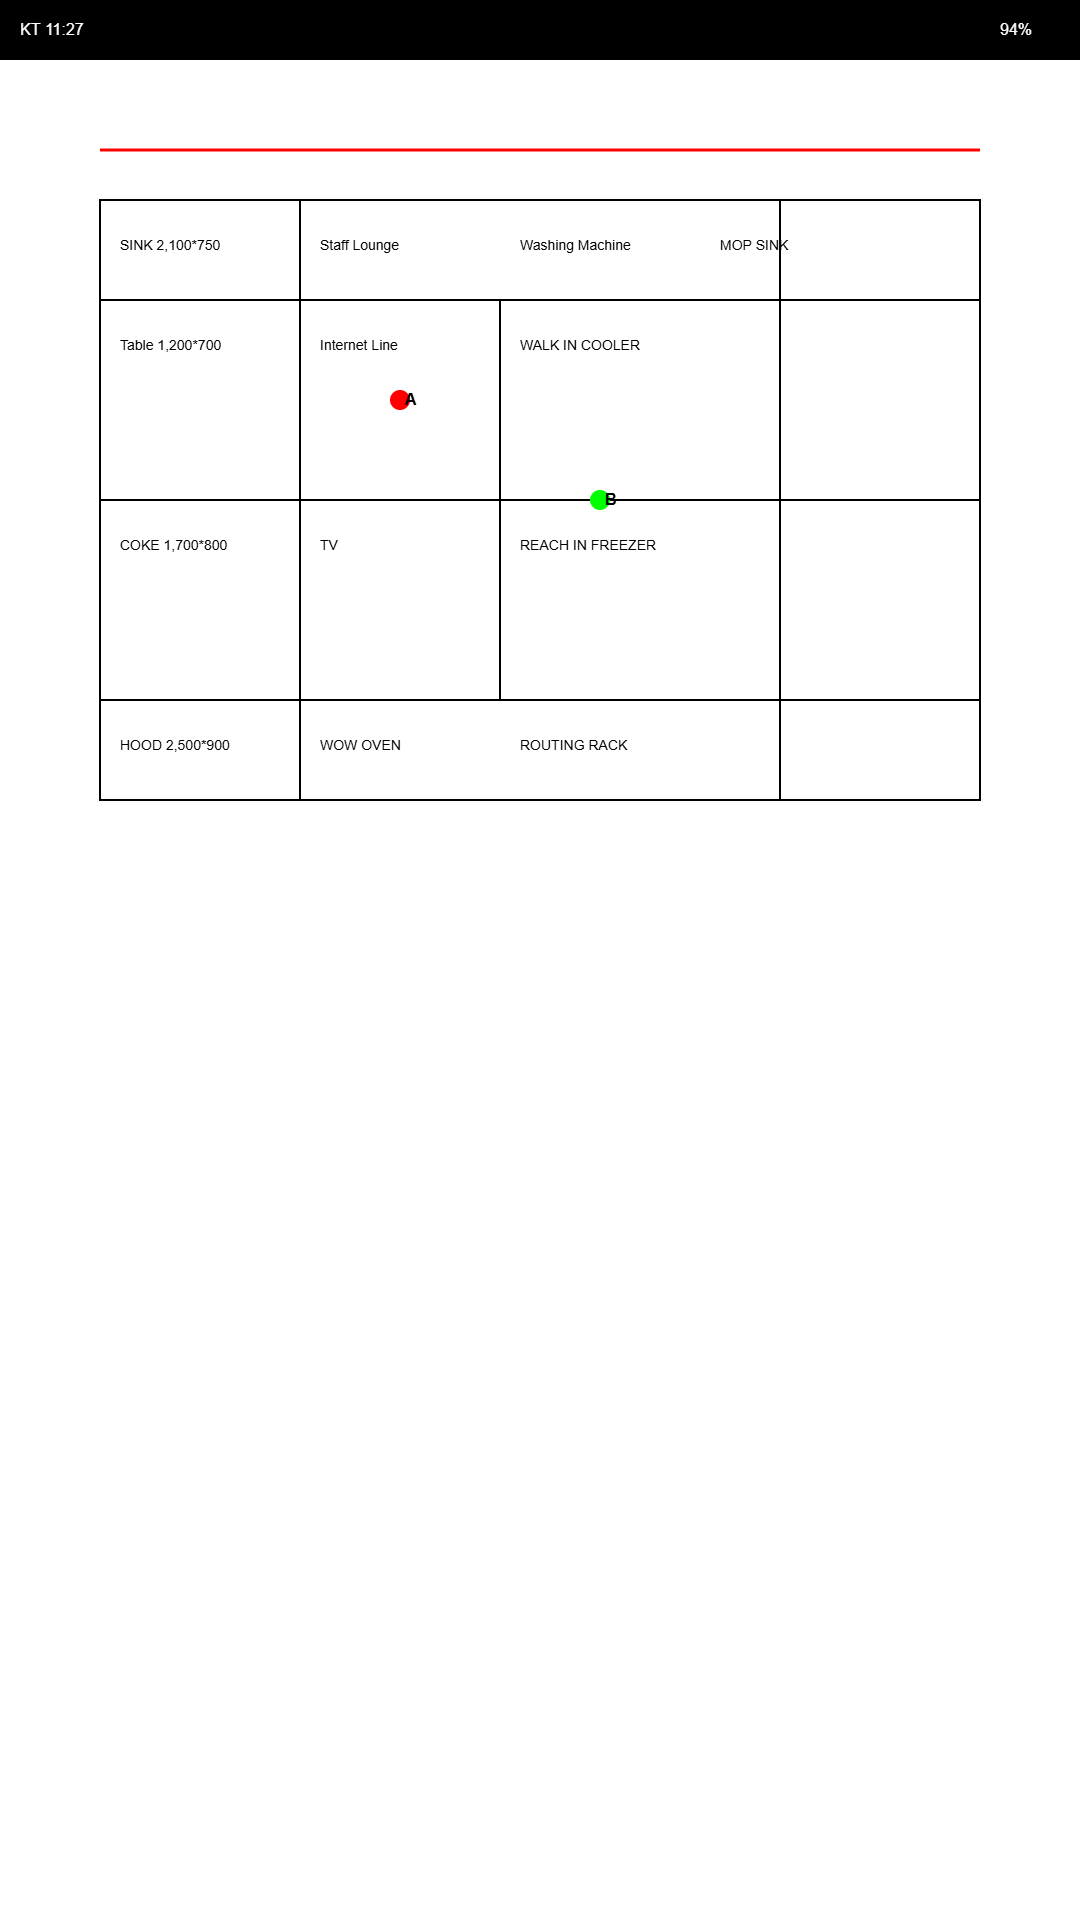 KT 11:27 94%
SINK 2,100*750 Staff Lounge Washing Machine MOP SINK
Table 1,200*700 Internet Line WALK IN COOLER
A
B
COKE 1,700*800 TV REACH IN FREEZER
HOOD 2,500*900 WOW OVEN ROUTING RACK